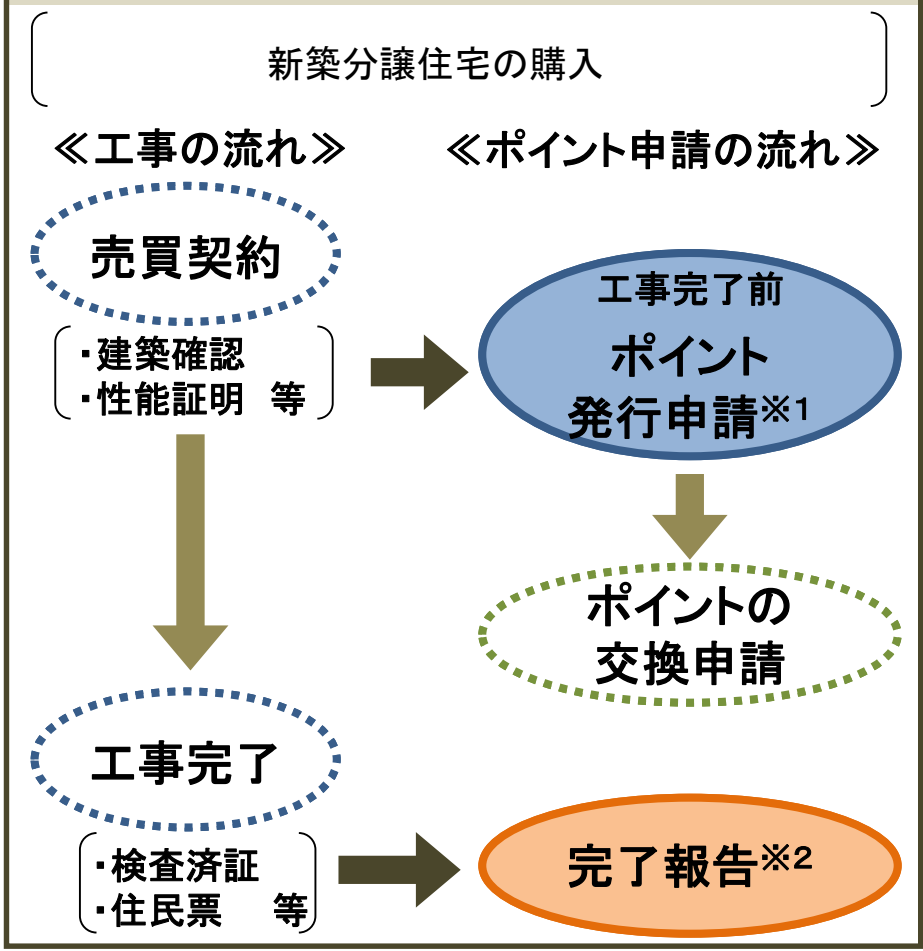 新築分譲住宅の購入
≪工事の流れ≫
売買契約
・建築確認
・性能証明 等
工事完了
・検査済証
・住民票 等
≪ポイント申請の流れ≫
工事完了前
ポイント
発行申請※1
ポイントの
交換申請
完了報告※2